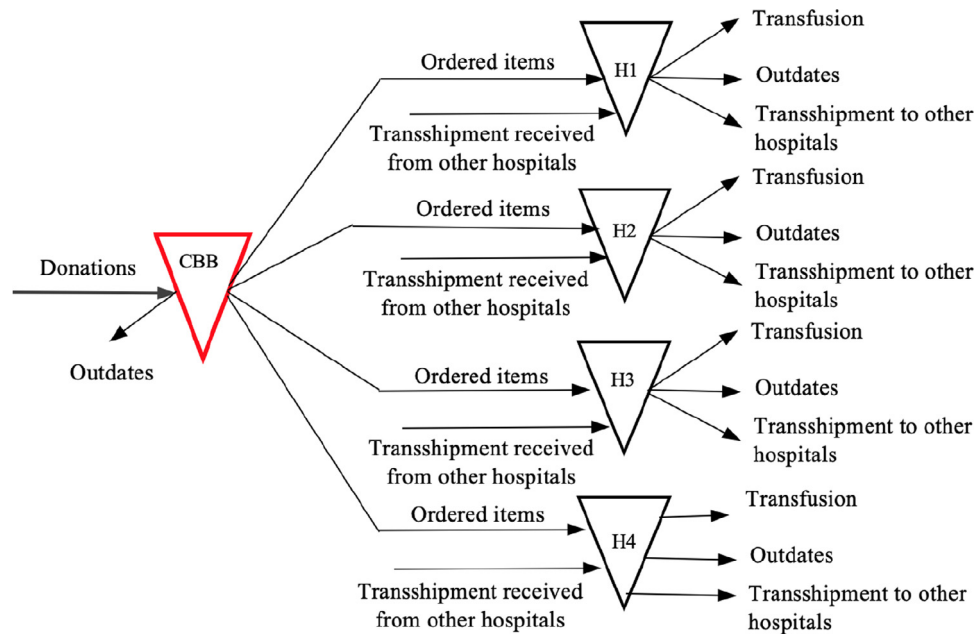 Donations
CBB
Outdates
Ordered items
Transshipment received
from other hospitals
H1
Transfusion
Outdates
Transshipment to other
hospitals
Ordered items
Transshipment received
from other hospitals
H2
Transfusion
Outdates
Transshipment to other
hospitals
Ordered items
Transshipment received
from other hospitals
H3
Transfusion
Outdates
Transshipment to other
hospitals
Ordered items
Transshipment received
from other hospitals
H4
Transfusion
Outdates
Transshipment to other
hospitals